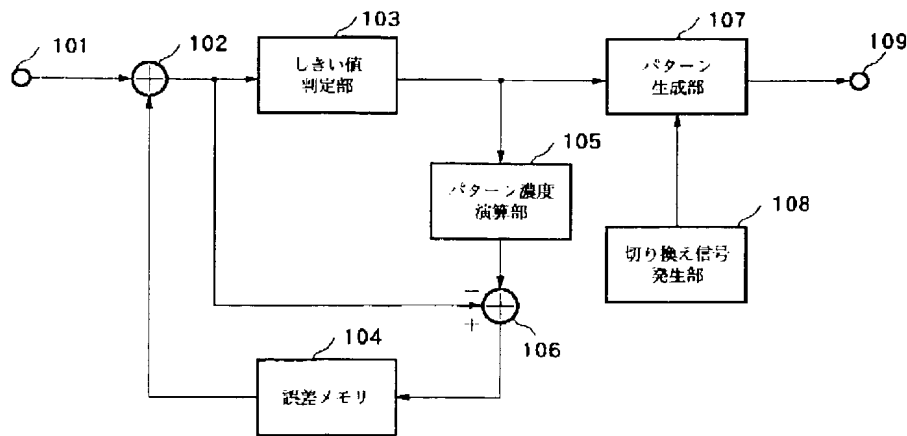 101
102
103
しきい値
判定部
107
パターン
生成部
109
105
パターン濃度
演算部
108
切り換え信号
発生部
−
+
106
104
誤差メモリ